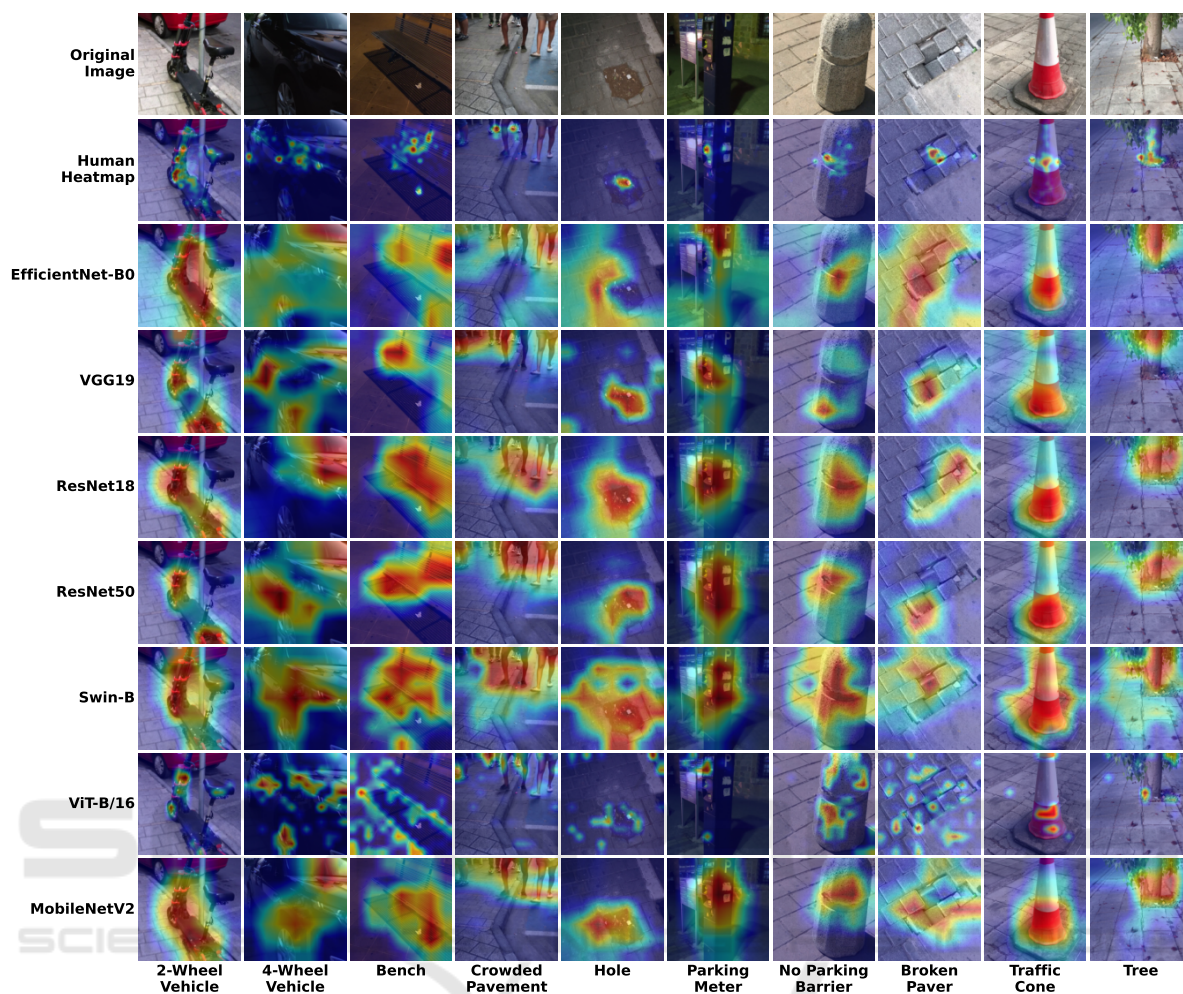 Original
Image
Human
Heatmap
EfficientNet-B0
VGG19
ResNet18
ResNet50
Swin-B
ViT-B/16
MobileNetV2
2-Wheel
Vehicle
4-Wheel
Vehicle
Bench
Crowded
Pavement
Hole
Parking
Meter
No Parking
Barrier
Broken
Paver
Traffic
Cone
Tree